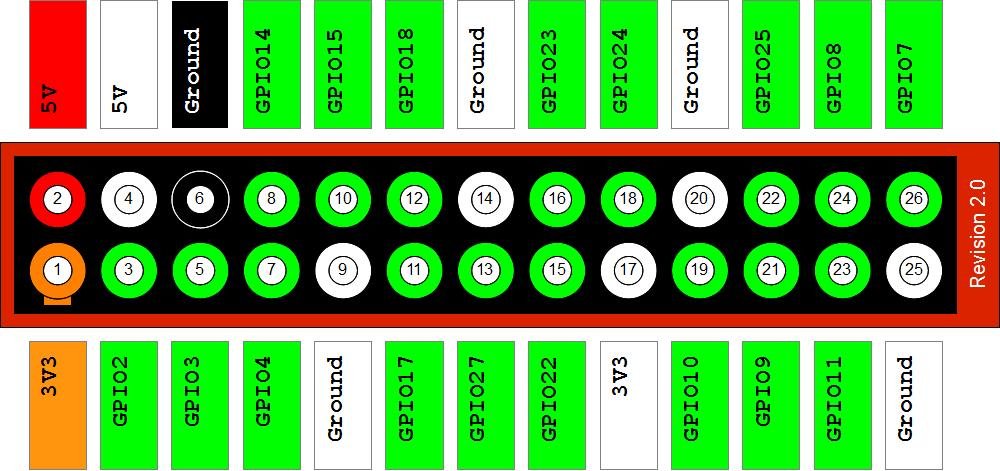 5V 5V Ground GPIO14 GPIO15 GPIO18 Ground GPIO23 GPIO24 Ground GPIO25 GPIO8 GPIO7
2 4 6 8 10 12 14 16 18 20 22 24 26
1 3 5 7 9 11 13 15 17 19 21 23 25
Revision 2.0
3V3 GPIO2 GPIO3 GPIO4 Ground GPIO17 GPIO27 GPIO22 3V3 GPIO10 GPIO9 GPIO11 Ground